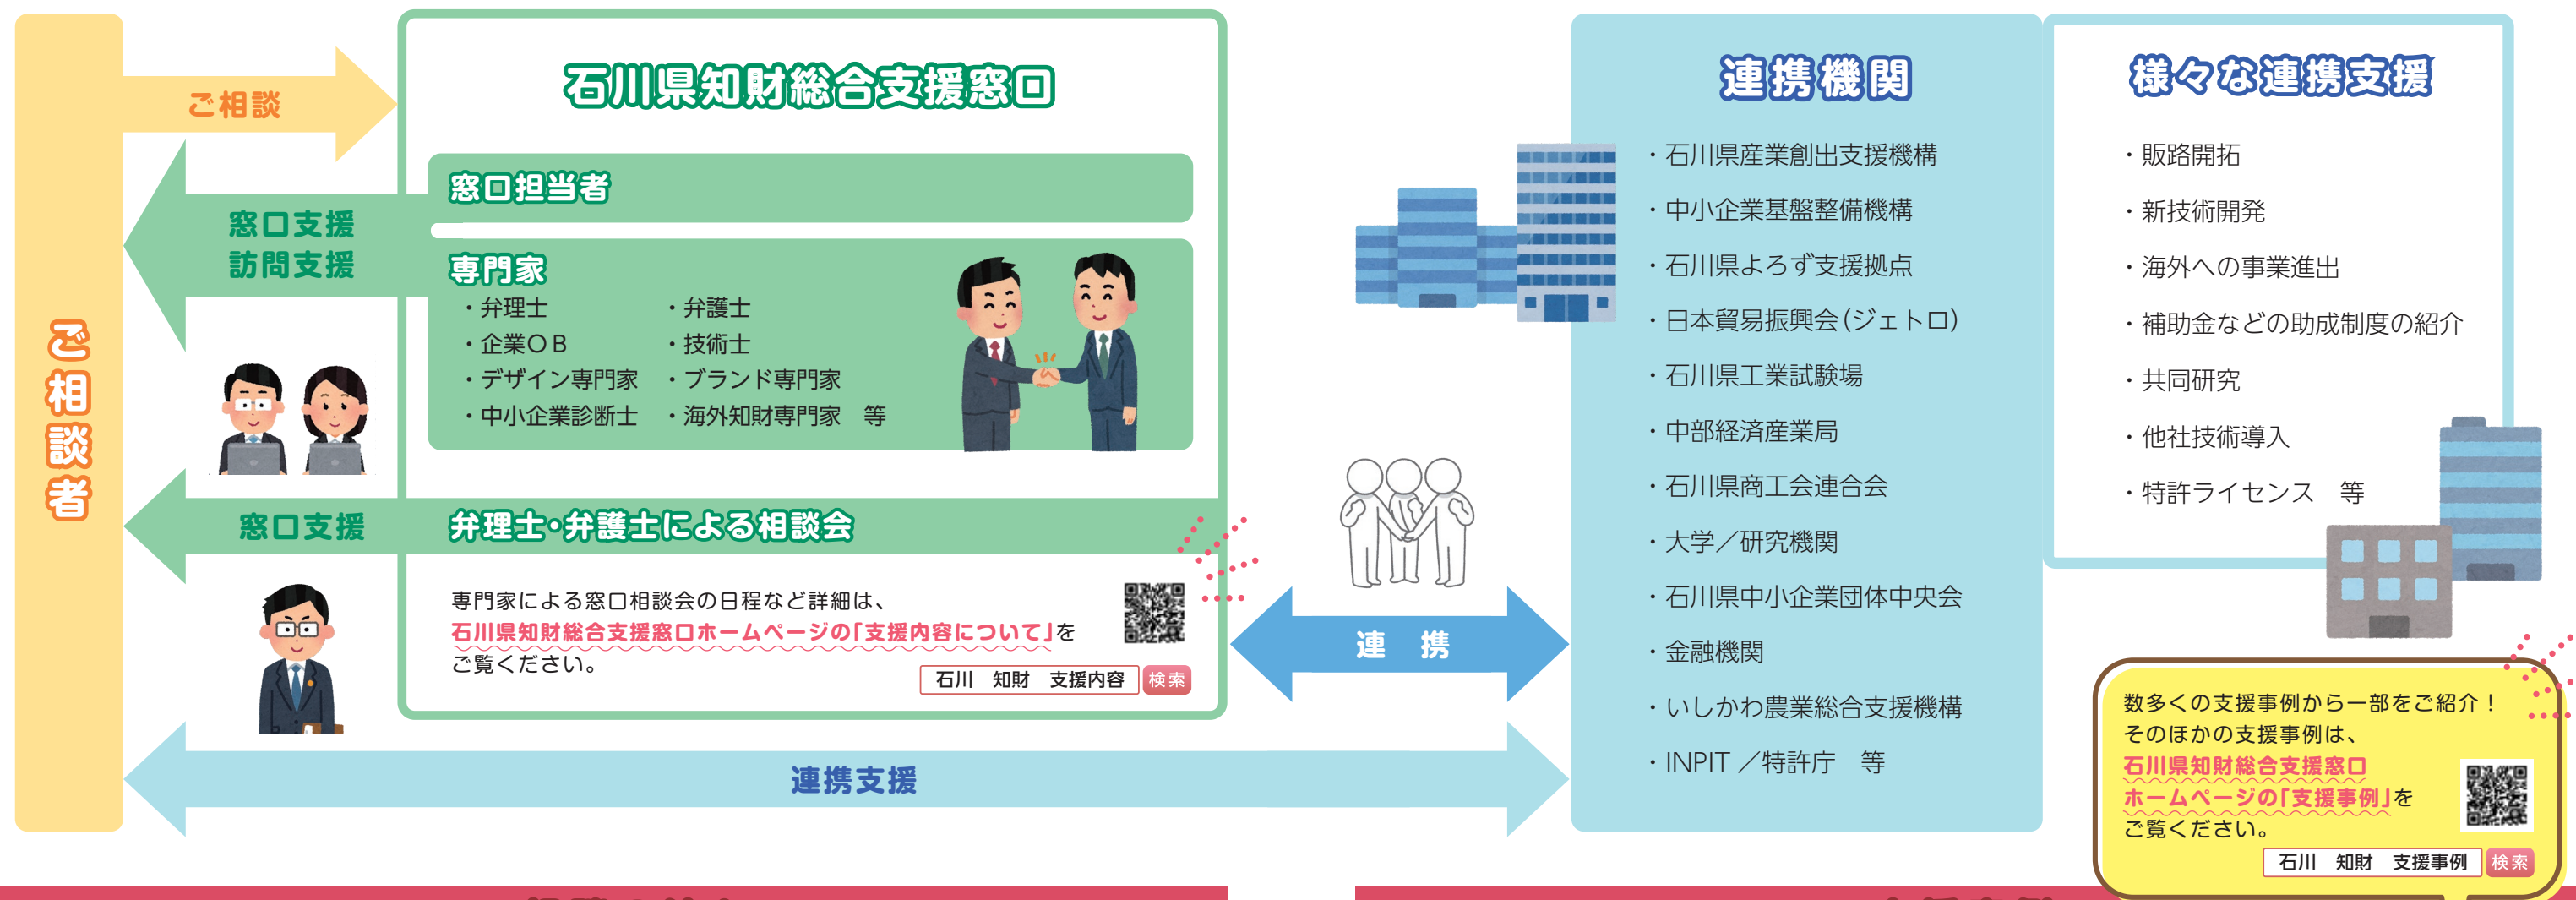 ご相談者
ご相談
窓口支援
訪問支援
窓口支援
石川県知財総合支援窓口
窓口担当者
専門家
・弁理士
・弁護士
・企業ＯＢ
・技術士
・デザイン専門家
・ブランド専門家
・中小企業診断士
・海外知財専門家　等
弁理士・弁護士による相談会
専門家による窓口相談会の日程など詳細は、
石川県知財総合支援窓口ホームページの「支援内容について」を
ご覧ください。
石川　知財　支援内容
検索
連　携
連携支援
連携機関
・石川県産業創出支援機構
・中小企業基盤整備機構
・石川県よろず支援拠点
・日本貿易振興会（ジェトロ）
・石川県工業試験場
・中部経済産業局
・石川県商工会連合会
・大学／研究機関
・石川県中小企業団体中央会
・金融機関
・いしかわ農業総合支援機構
・INPIT ／特許庁　等
様々な連携支援
・販路開拓
・新技術開発
・海外への事業進出
・補助金などの助成制度の紹介
・共同研究
・他社技術導入
・特許ライセンス　等
数多くの支援事例から一部をご紹介！
そのほかの支援事例は、
石川県知財総合支援窓口
ホームページの「支援事例」を
ご覧ください。
石川　知財　支援事例
検索